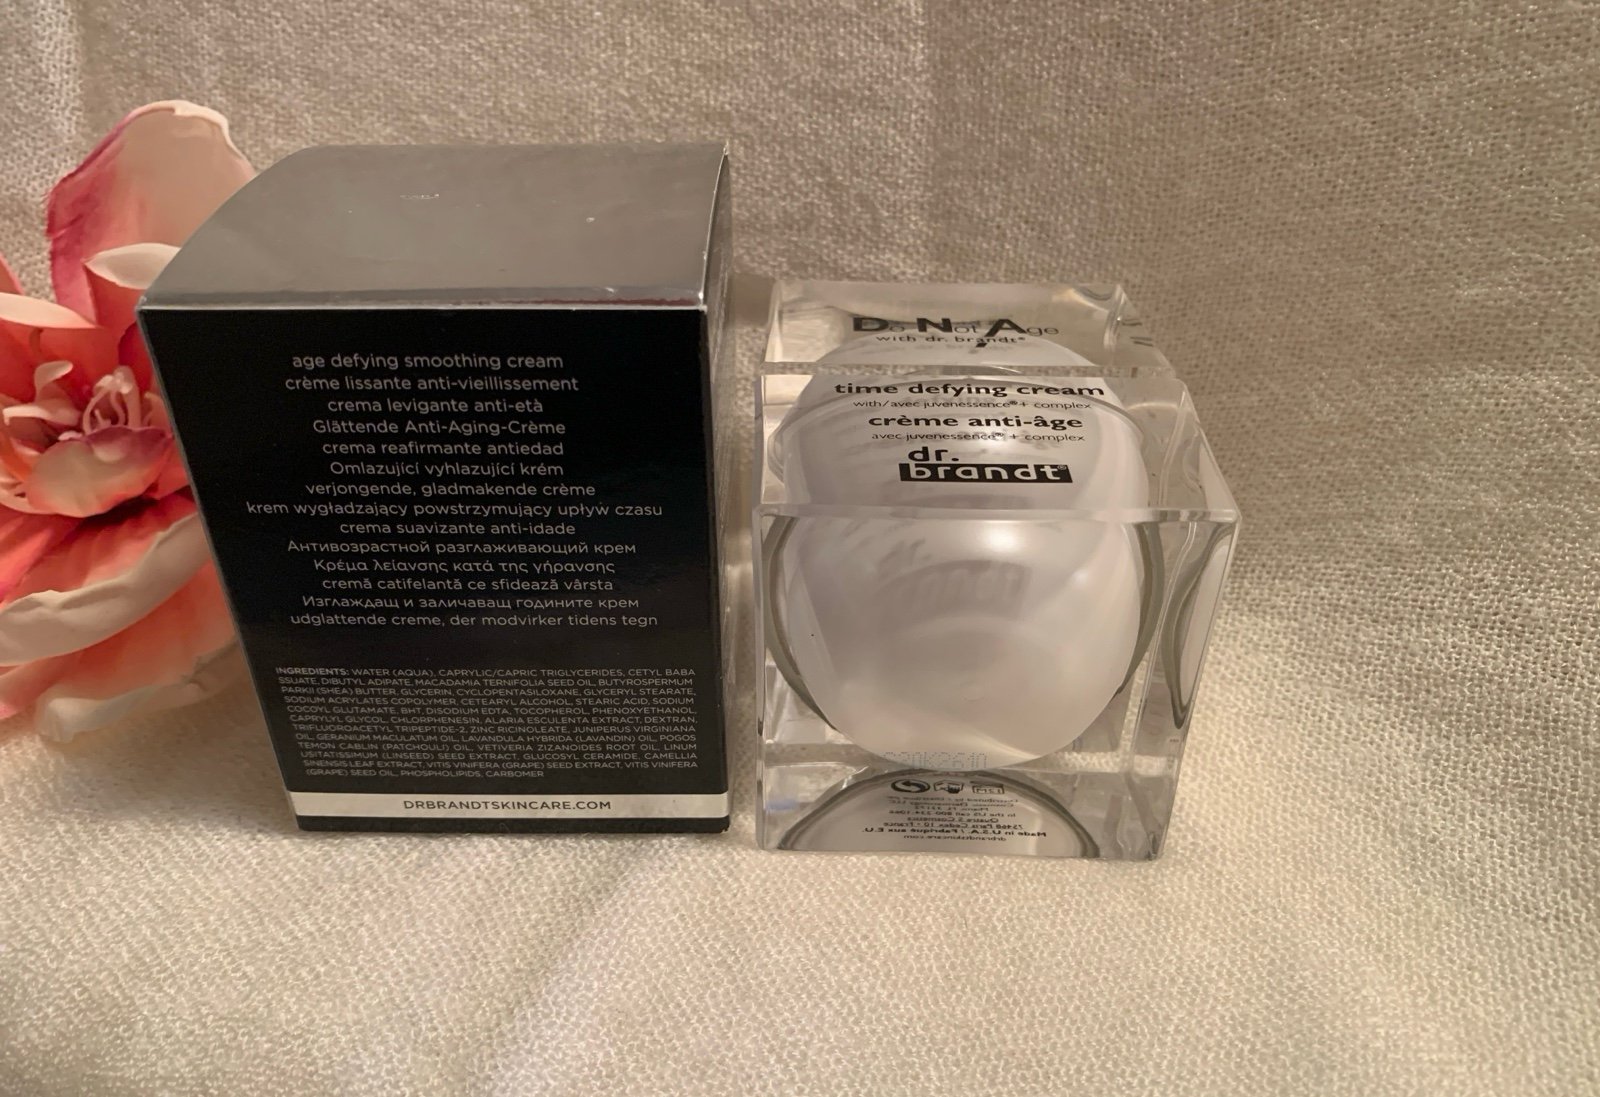 age defying smoothing cream
crème lissante anti-vieillissement
crema levigante anti-età
Glättende Anti-Aging-Crème
crema reafirmante antiedad
Omlazující vyhlazující krém
verjongende, gladmakende crème
krem wygładzający powstrzymujący upływ czasu
crema suavizante anti-idade
Антивозрастной разглаживающий крем
Κρέμα λείανσης κατά της γήρανσης
cremă catifelantă ce sfidează vârsta
Изглаждащ и заличаващ годините крем
udglattende creme, der modvirker tidens tegn
INGREDIENTS: WATER (AQUA), CAPRYLIC/CAPRIC TRIGLYCERIDES, CETYL BABA
SSUATE, DIBUTYL ADIPATE, MACADAMIA TERNIFOLIA SEED OIL, BUTYROSPERMUM
PARKII (SHEA) BUTTER, GLYCERIN, CYCLOPENTASILOXANE, GLYCERYL STEARATE,
SODIUM ACRYLATES COPOLYMER, CETEARYL ALCOHOL, STEARIC ACID, SODIUM
COCOYL GLUTAMATE, BHT, DISODIUM EDTA, TOCOPHEROL, PHENOXYETHANOL,
CAPRYLYL GLYCOL, CHLORPHENESIN, ALARIA ESCULENTA EXTRACT, DEXTRAN,
TRIFLUOROACETYL TRIPEPTIDE-2, ZINC RICINOLEATE, JUNIPERUS VIRGINIANA
OIL, GERANIUM MACULATUM OIL, LAVANDULA HYBRIDA (LAVANDIN) OIL, POGOS
TEMON CABLIN (PATCHOULI) OIL, VETIVERIA ZIZANOIDES ROOT OIL, LINUM
USITATISSIMUM (LINSEED) SEED EXTRACT, GLUCOSYL CERAMIDE, CAMELLIA
SINENSIS LEAF EXTRACT, VITIS VINIFERA (GRAPE) SEED EXTRACT, VITIS VINIFERA
(GRAPE) SEED OIL, PHOSPHOLIPIDS, CARBOMER
DRBRANDTSKINCARE.COM
Do Not Age
with dr. brandt®
time defying cream
with/avec juvenessence®+ complex
crème anti-âge
avec juvenessence® + complex
dr.
brandt®
Made in U.S.A. / Fabriqué aux E.U.
drbrandtskincare.com